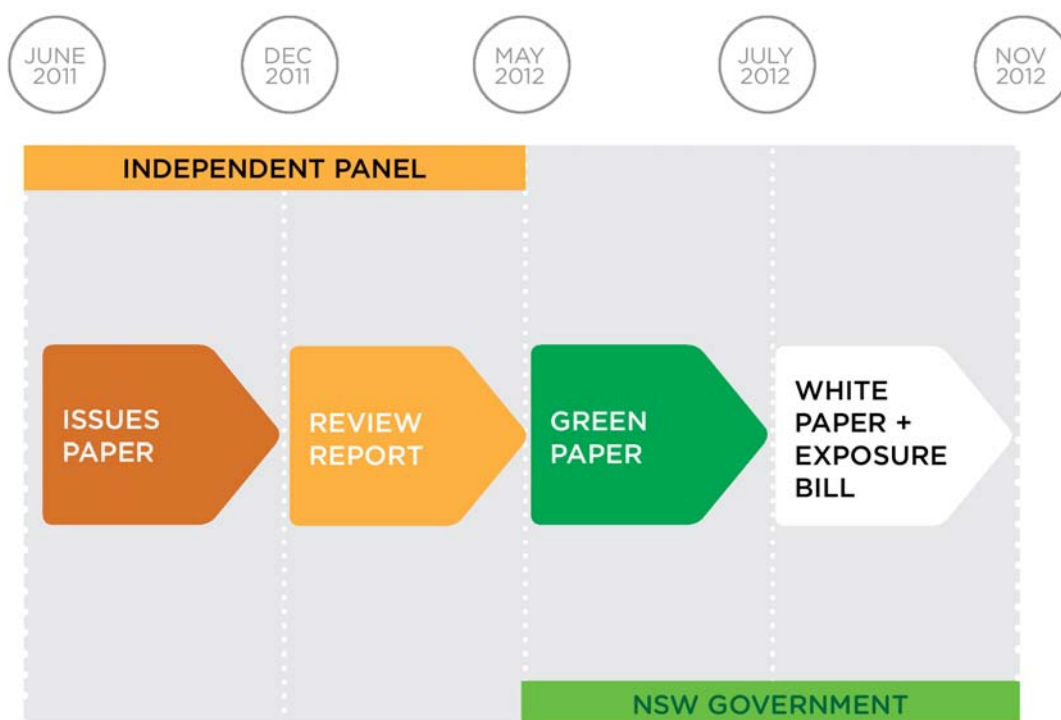 JUNE
2011
DEC
2011
MAY
2012
JULY
2012
NOV
2012
INDEPENDENT PANEL
ISSUES
PAPER
REVIEW
REPORT
GREEN
PAPER
WHITE
PAPER +
EXPOSURE
BILL
NSW GOVERNMENT